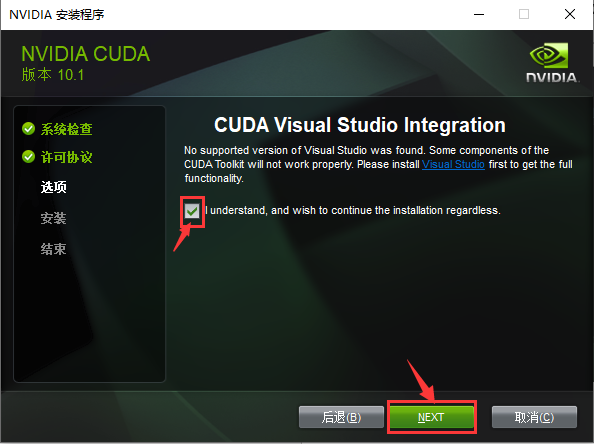 NVIDIA 安装程序
NVIDIA CUDA
版本 10.1
NVIDIA.
系统检查
许可协议
选项
安装
结束
CUDA Visual Studio Integration
No supported version of Visual Studio was found. Some components of the
CUDA Toolkit will not work properly. Please install Visual Studio first to get the full
functionality.
I understand, and wish to continue the installation regardless.
后退(B)
NEXT
取消(C)